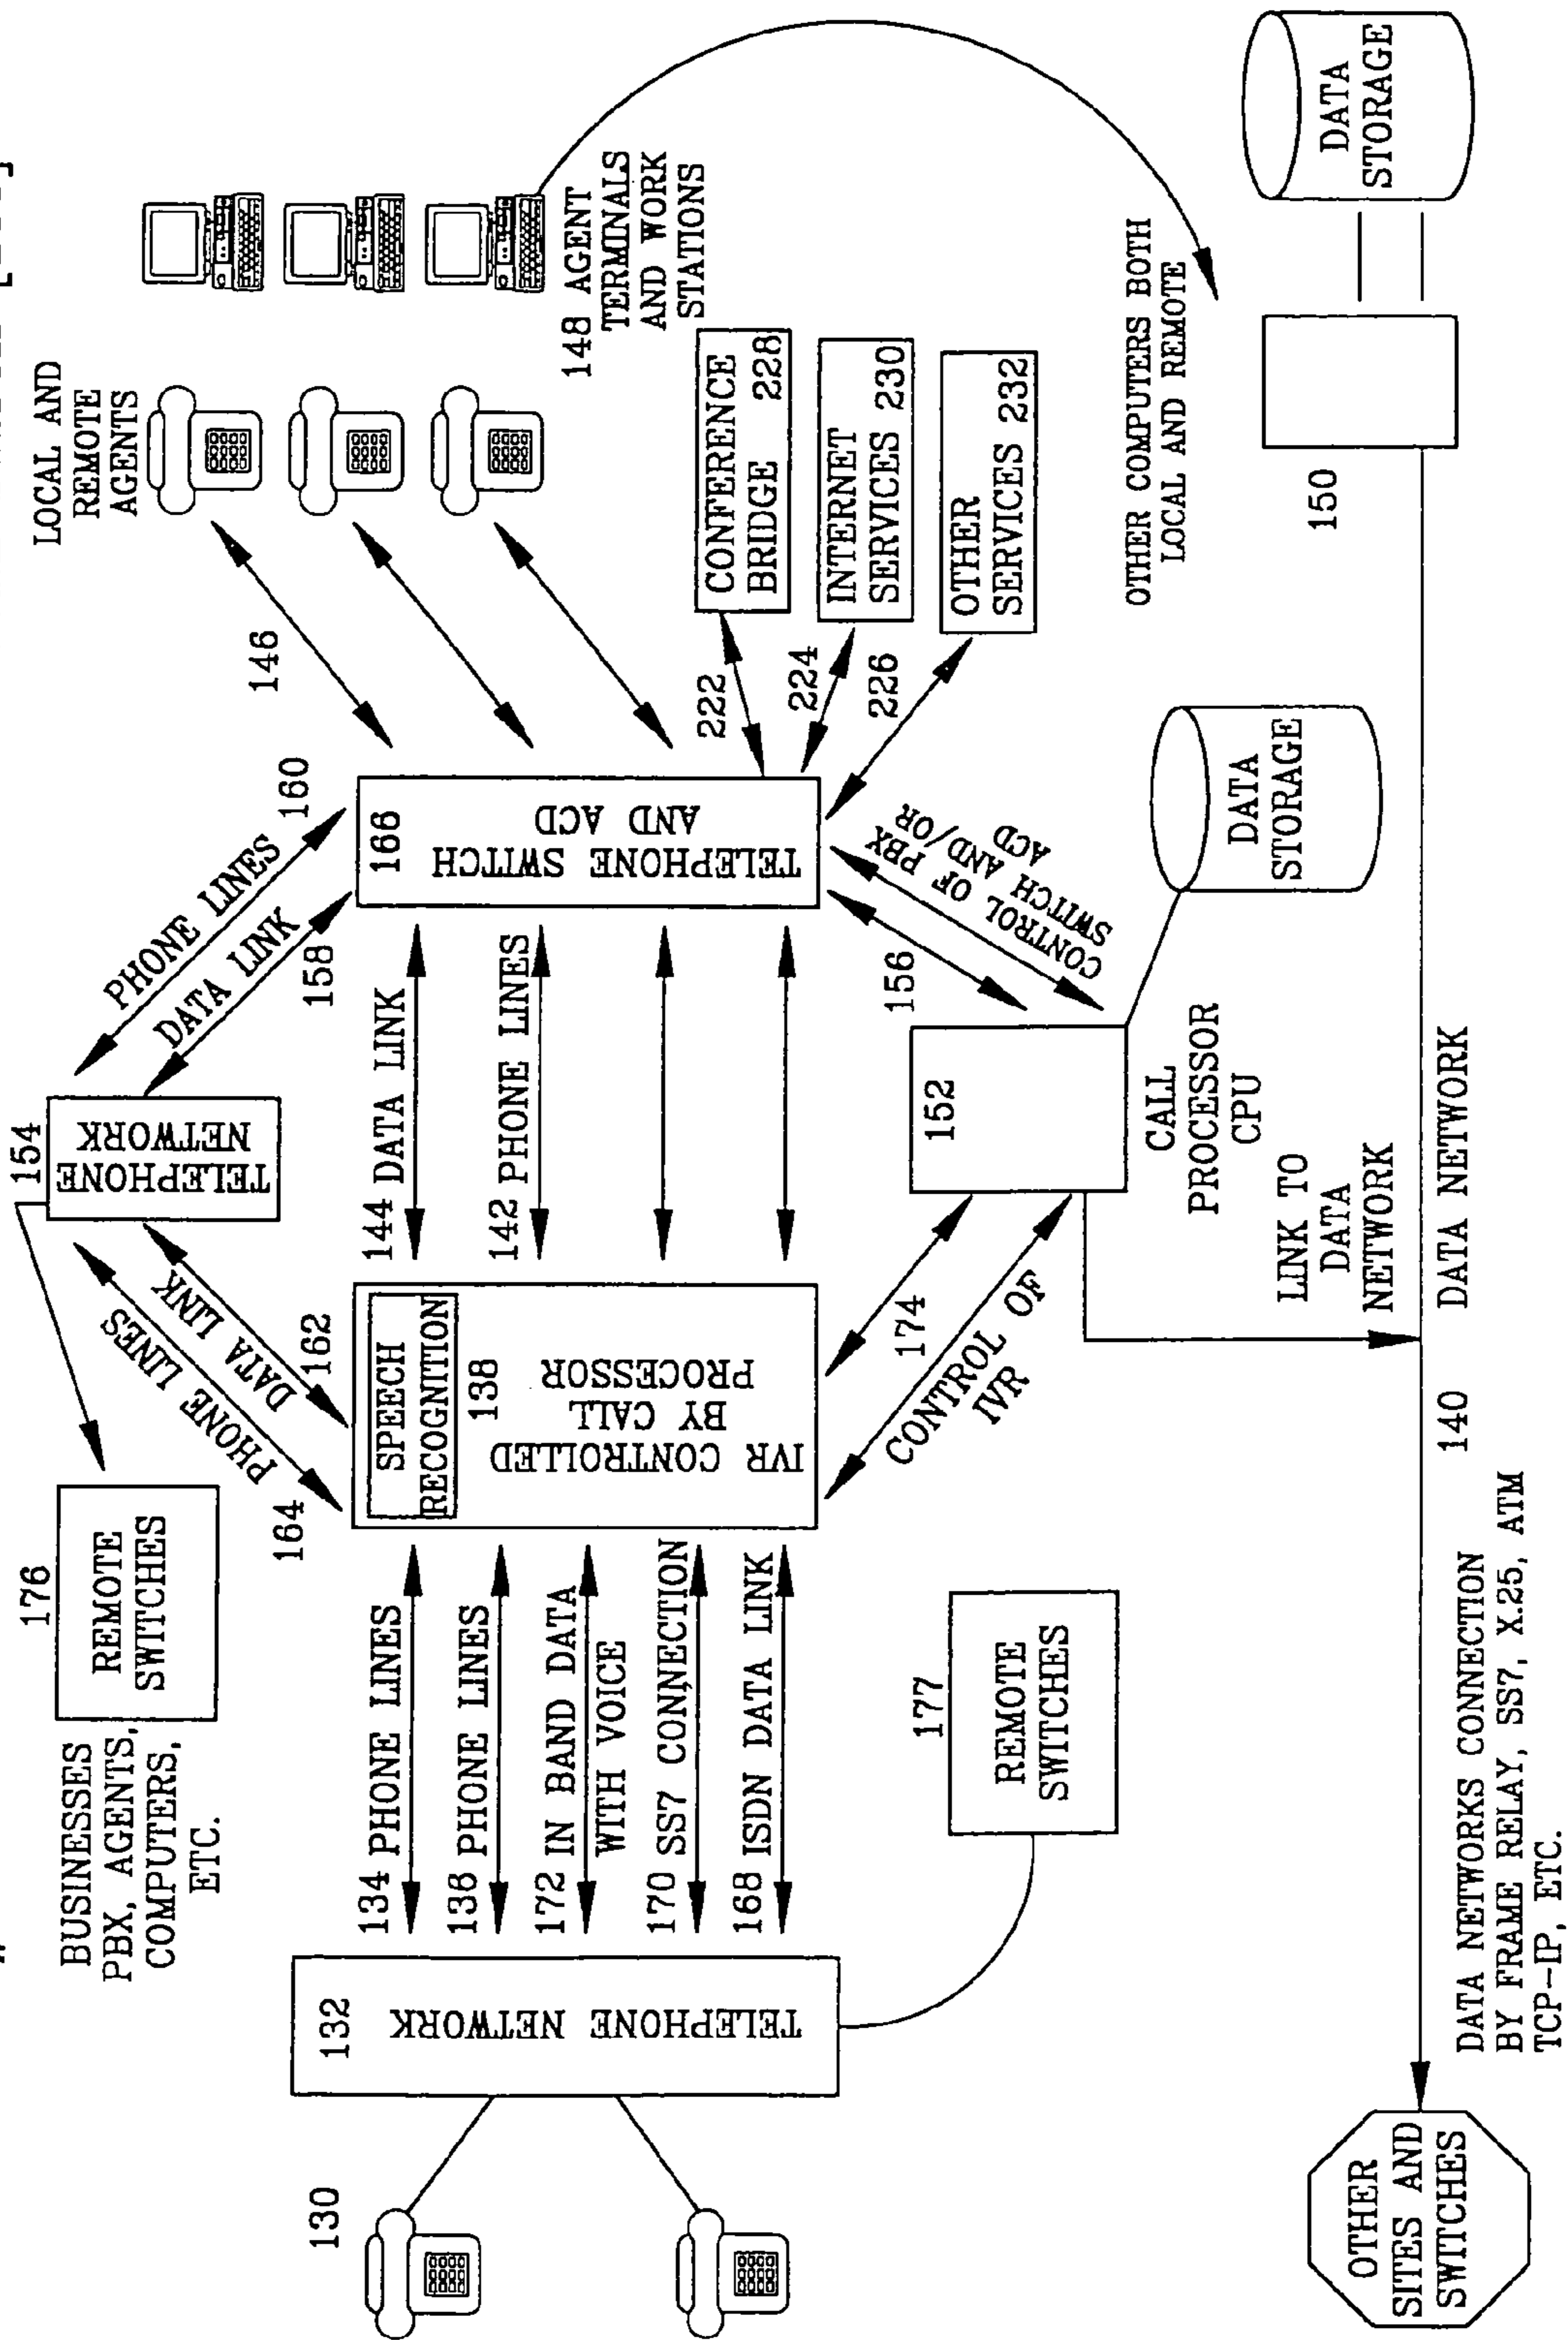 LOCAL AND
REMOTE
AGENTS
148 AGENT
TERMINALS
AND WORK
STATIONS
146
PHONE LINES
160
DATA LINK
158
154
TELEPHONE
NETWORK
176
REMOTE
SWITCHES
BUSINESSES
PBX, AGENTS,
COMPUTERS,
ETC.
PHONE LINES
164
DATA LINK
162
130
132
TELEPHONE NETWORK
134 PHONE LINES
136 PHONE LINES
172 IN BAND DATA
WITH VOICE
170 SS7 CONNECTION
168 ISDN DATA LINK
SPEECH
RECOGNITION
138
IVR CONTROLLED
BY CALL
PROCESSOR
144 DATA LINK
142 PHONE LINES
166
TELEPHONE SWITCH
AND ACD
222
CONFERENCE
BRIDGE 228
224
INTERNET
SERVICES 230
226
OTHER
SERVICES 232
177
REMOTE
SWITCHES
174
CONTROL OF
IVR
152
CALL
PROCESSOR
CPU
156
CONTROL OF PBX
SWITCH AND/OR
ACD
DATA
STORAGE
LINK TO
DATA
NETWORK
OTHER COMPUTERS BOTH
LOCAL AND REMOTE
150
DATA
STORAGE
OTHER
SITES AND
SWITCHES
140 DATA NETWORK
DATA NETWORKS CONNECTION
BY FRAME RELAY, SS7, X.25, ATM
TCP-IP, ETC.